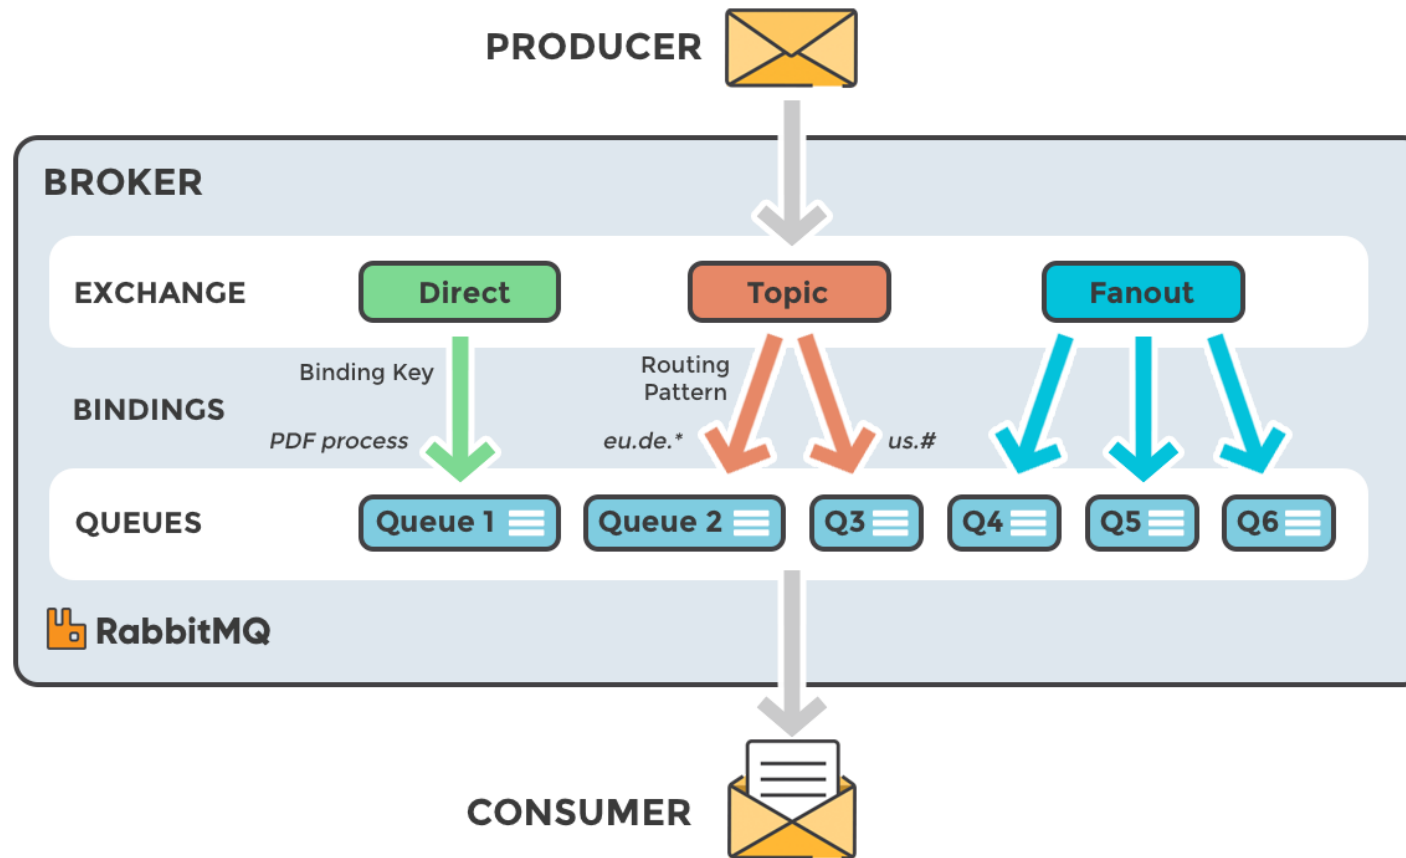 PRODUCER
BROKER
EXCHANGE
Direct
Topic
Fanout
Binding Key
Routing
Pattern
BINDINGS
PDF process
eu.de.*
us.#
QUEUES
Queue 1
Queue 2
Q3
Q4
Q5
Q6
RabbitMQ
CONSUMER